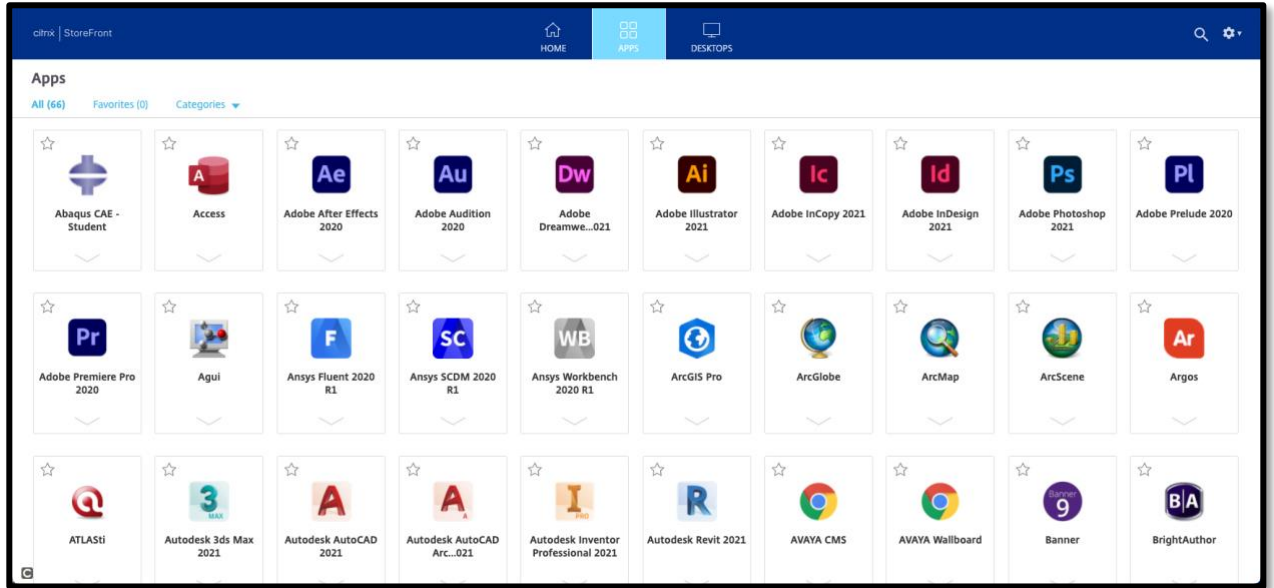 citrix | StoreFront
HOME
APPS
DESKTOPS
Apps
All (66) Favorites (0) Categories
Ae Au Dw Ai Ic Id Ps Pl
A
Abaqus CAE - Student
Access
Adobe After Effects 2020
Adobe Audition 2020
Adobe Dreamwe...021
Adobe Illustrator 2021
Adobe InCopy 2021
Adobe InDesign 2021
Adobe Photoshop 2021
Adobe Prelude 2020
Pr F SC WB Ar
Adobe Premiere Pro 2020
Agui
Ansys Fluent 2020 R1
Ansys SCDM 2020 R1
Ansys Workbench 2020 R1
ArcGIS Pro
ArcGlobe
ArcMap
ArcScene
Argos
a 3 MAX A A A I PRO R Banner 9 B|A
ATLASti
Autodesk 3ds Max 2021
Autodesk AutoCAD 2021
Autodesk AutoCAD Arc...021
Autodesk Inventor Professional 2021
Autodesk Revit 2021
AVAYA CMS
AVAYA Wallboard
Banner
BrightAuthor
C